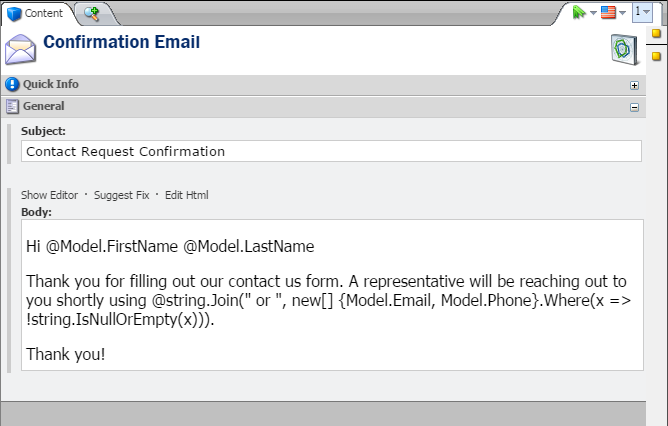 Content
1
Confirmation Email
Quick Info
General
Subject:
Contact Request Confirmation
Show Editor · Suggest Fix · Edit Html
Body:
Hi @Model.FirstName @Model.LastName
Thank you for filling out our contact us form. A representative will be reaching out to
you shortly using @string.Join(" or ", new[] {Model.Email, Model.Phone}.Where(x =>
!string.IsNullOrEmpty(x))).
Thank you!